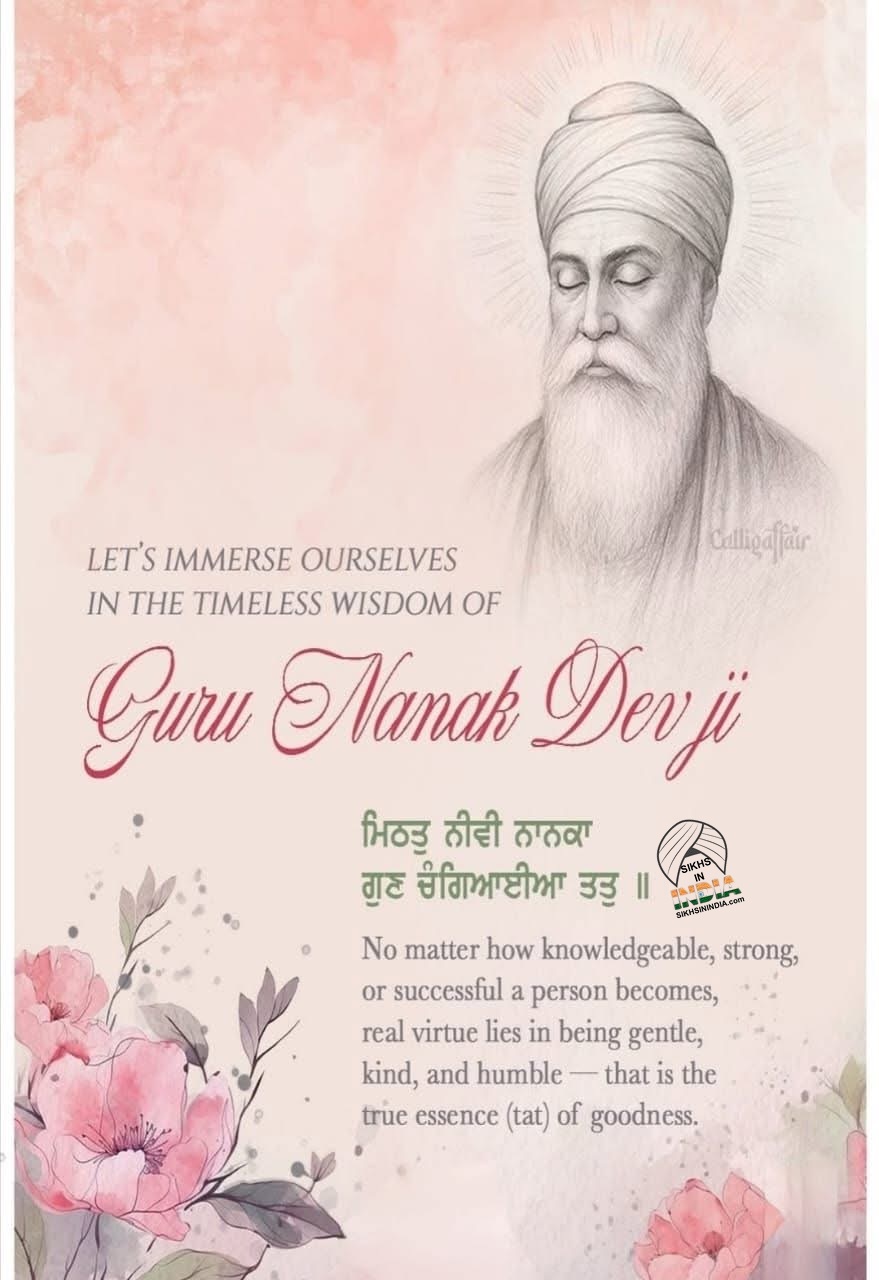 Calligaffair
LET'S IMMERSE OURSELVES
IN THE TIMELESS WISDOM OF
Guru Nanak Dev ji
ਮਿਠਤੁ ਨੀਵੀ ਨਾਨਕਾ
ਗੁਣ ਚੰਗਿਆਈਆ ਤਤੁ ॥
SIKHS
IN
INDIA
SIKHSININDIA.com
No matter how knowledgeable, strong,
or successful a person becomes,
real virtue lies in being gentle,
kind, and humble — that is the
true essence (tat) of goodness.